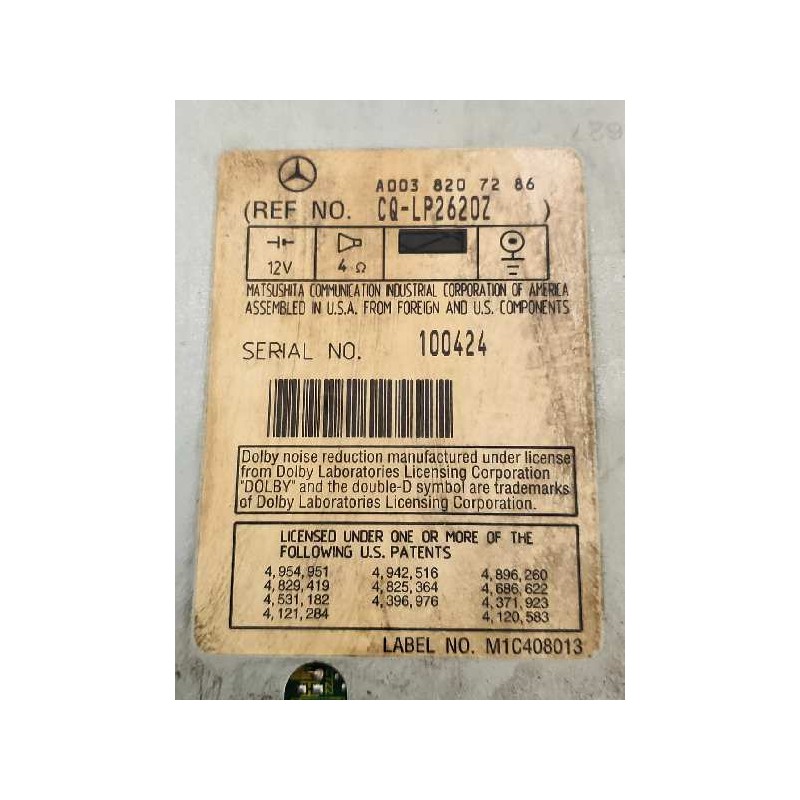 A003 820 7286
(REF NO. CQ-LP2620Z )
12V 4 Ω
MATSUSHITA COMMUNICATION INDUSTRIAL CORPORATION OF AMERICA
ASSEMBLED IN U.S.A. FROM FOREIGN AND U.S. COMPONENTS
SERIAL NO. 100424
Dolby noise reduction manufactured under license
from Dolby Laboratories Licensing Corporation
"DOLBY" and the double-D symbol are trademarks
of Dolby Laboratories Licensing Corporation.
LICENSED UNDER ONE OR MORE OF THE
FOLLOWING U.S. PATENTS
4,954,951 4,942,516 4,896,260
4,829,419 4,825,364 4,686,622
4,531,182 4,396,976 4,371,923
4,121,284 4,120,583
LABEL NO. M1C408013